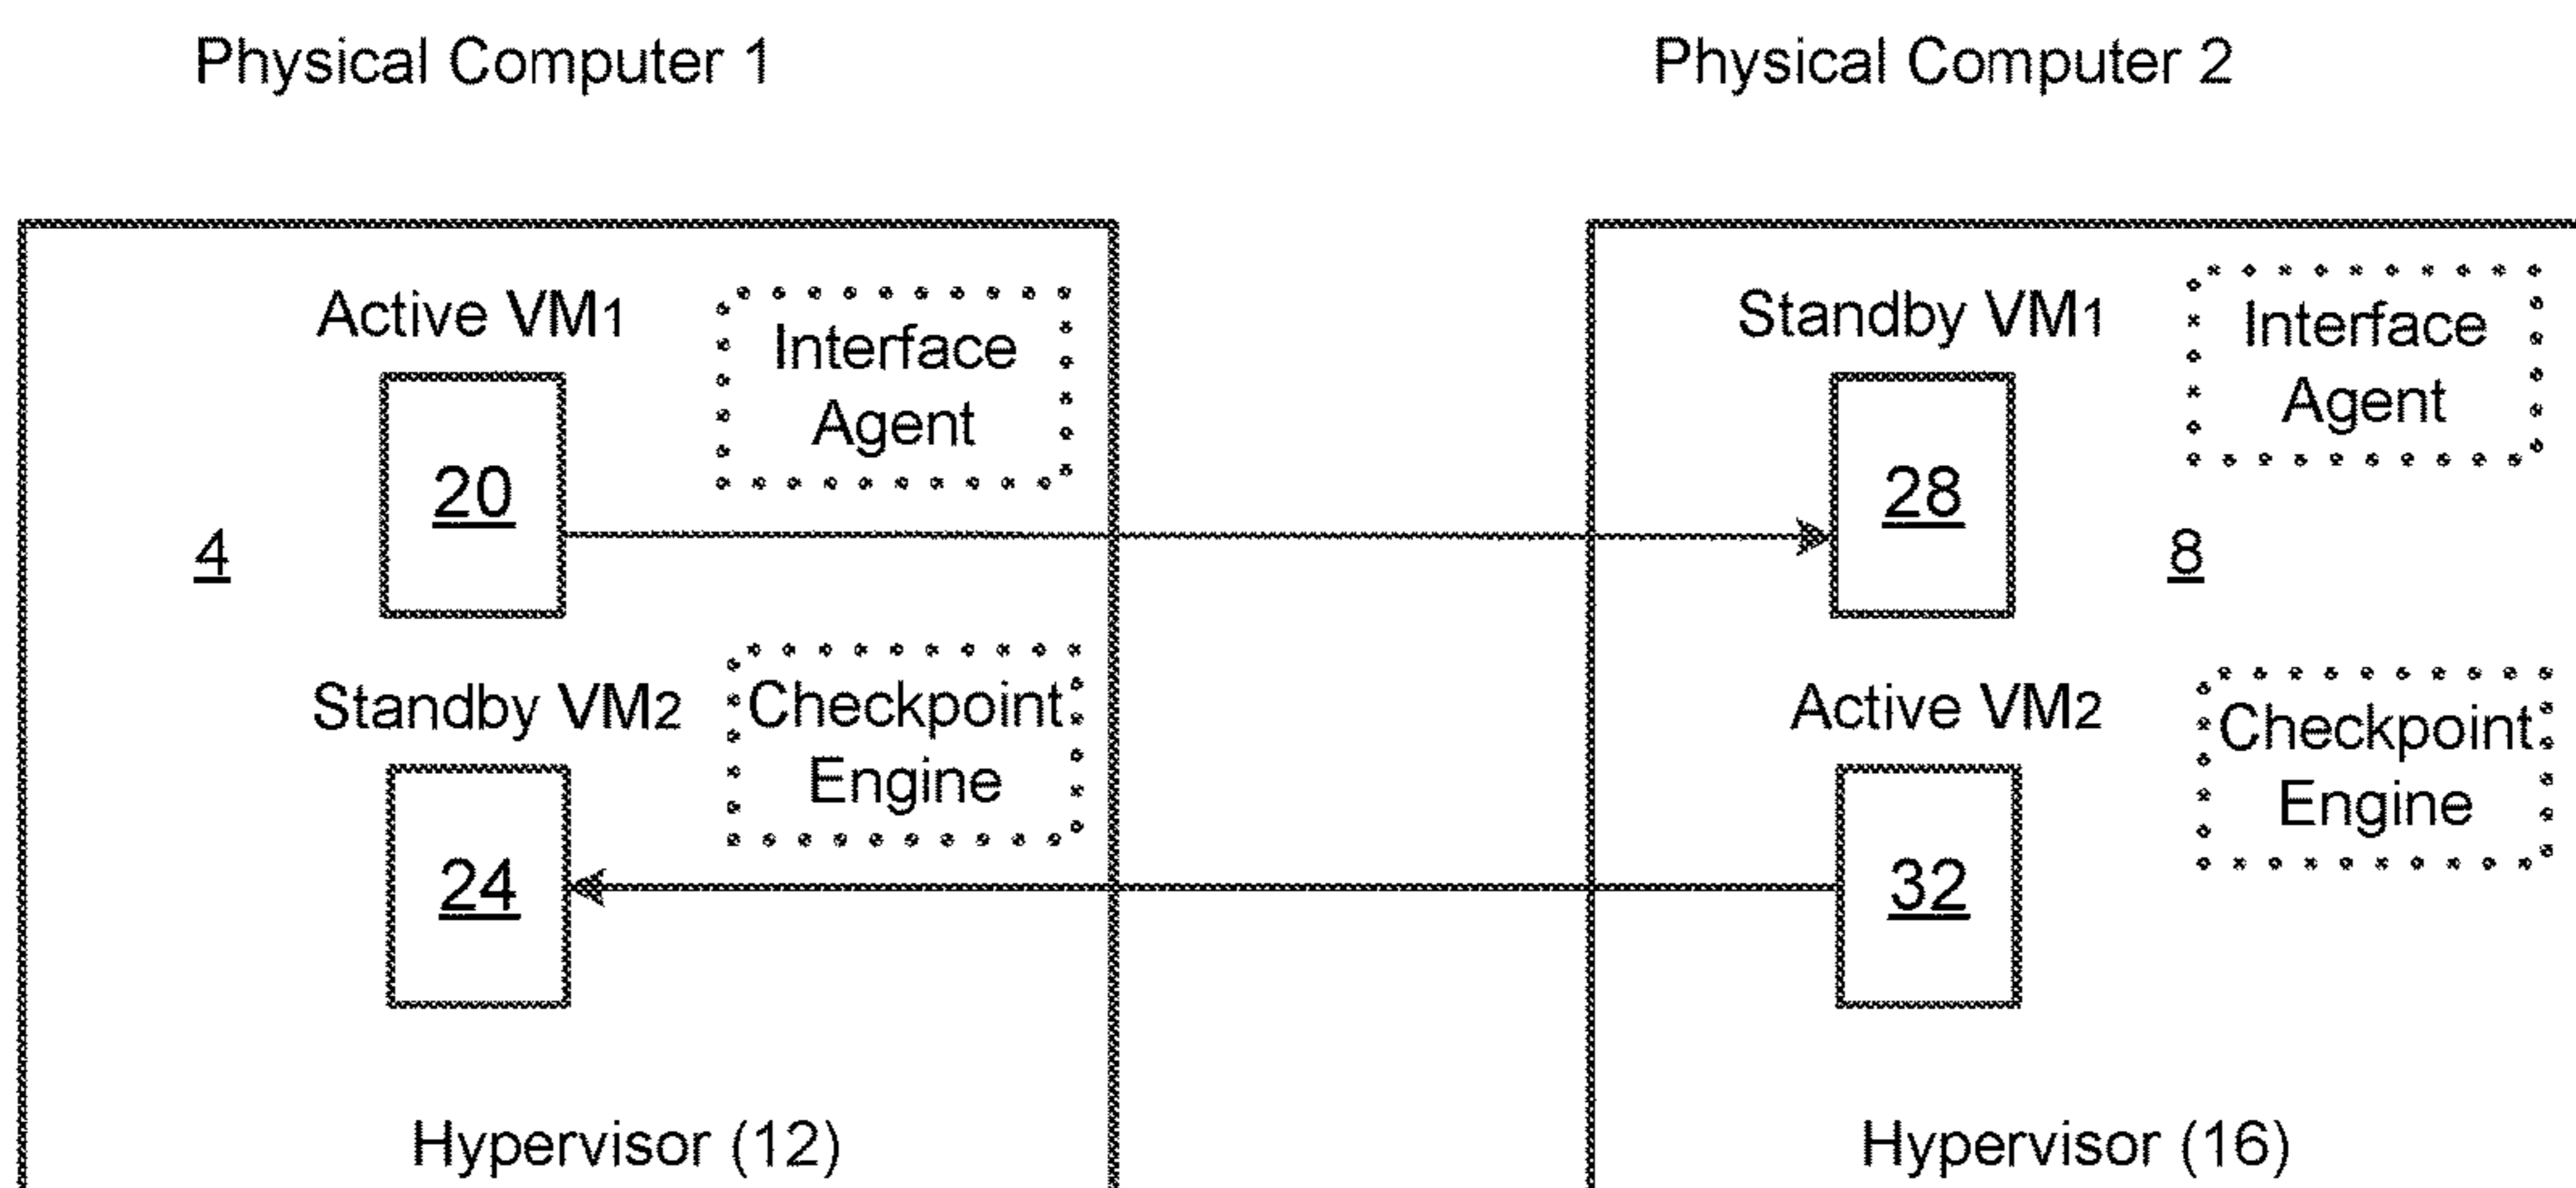 Physical Computer 1
Physical Computer 2
Active VM1
Interface
Agent
20
4
Standby VM2
Checkpoint
Engine
24
Hypervisor (12)
Standby VM1
Interface
Agent
28
8
Active VM2
Checkpoint
Engine
32
Hypervisor (16)